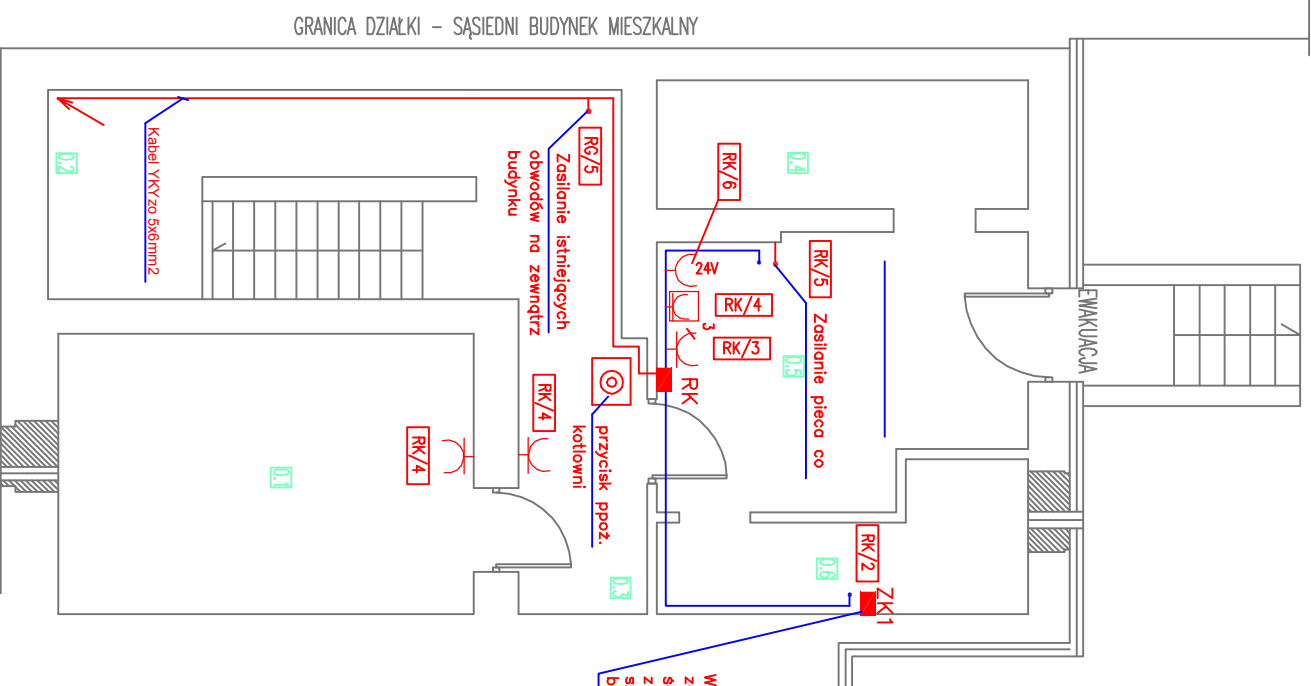 GRANICA DZIAŁKI – SĄSIEDNI BUDYNEK MIESZKALNY
Kabel YKYżo 5x6mm2
0.2
RG/5
Zasilanie istniejących
obwodów na zewnątrz
budynku
RK/6
24V
0.4
RK/5
Zasilanie pieca co
RK/4
3
RK/3
0.5
RK
EWAKUACJA
przycisk ppoż.
kotłowni
RK/4
RK/4
0.1
0.3
0.6
RK/2
ZK1